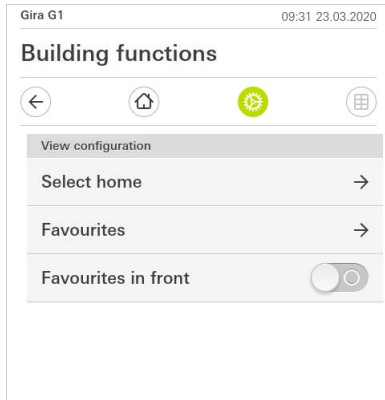 Gira G1 09:31 23.03.2020
Building functions
View configuration
Select home
Favourites
Favourites in front